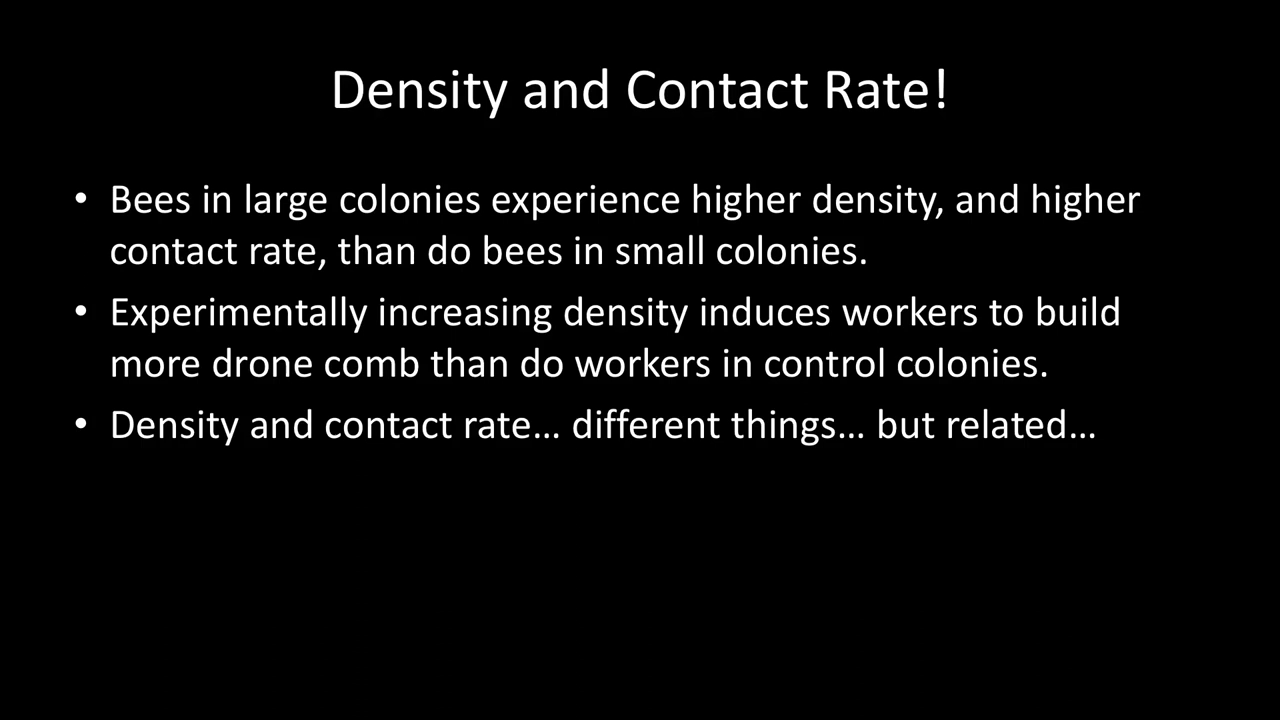 Density and Contact Rate!
• Bees in large colonies experience higher density, and higher
contact rate, than do bees in small colonies.
• Experimentally increasing density induces workers to build
more drone comb than do workers in control colonies.
• Density and contact rate… different things… but related…